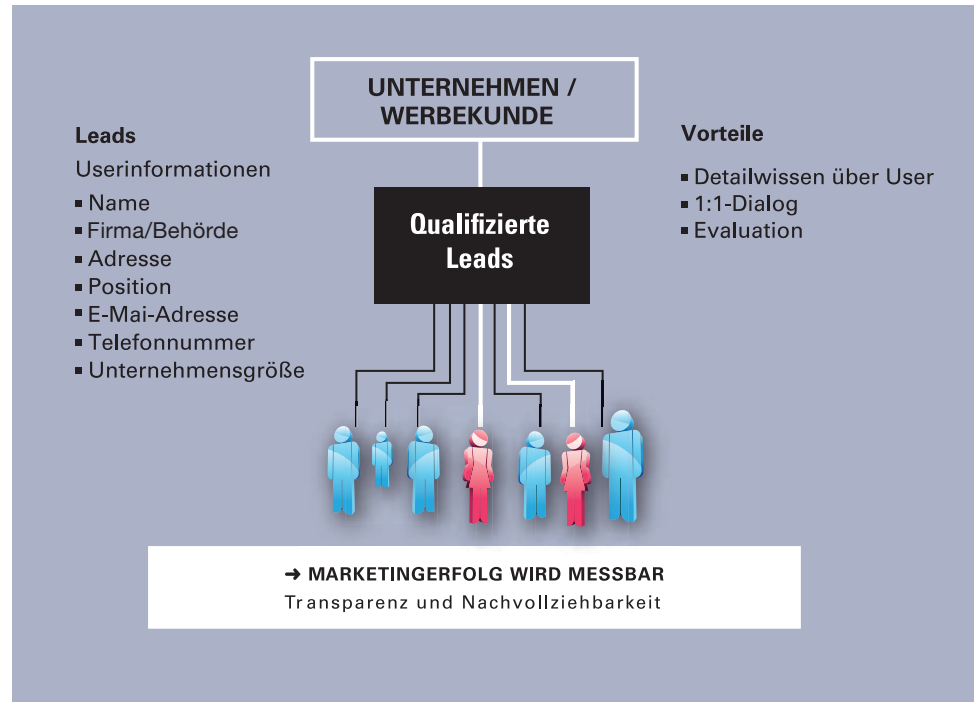 UNTERNEHMEN /
WERBEKUNDE
Leads
Userinformationen
▪ Name
▪ Firma/Behörde
▪ Adresse
▪ Position
▪ E-Mai-Adresse
▪ Telefonnummer
▪ Unternehmensgröße
Qualifizierte
Leads
Vorteile
▪ Detailwissen über User
▪ 1:1-Dialog
▪ Evaluation
➔ MARKETINGERFOLG WIRD MESSBAR
Transparenz und Nachvollziehbarkeit